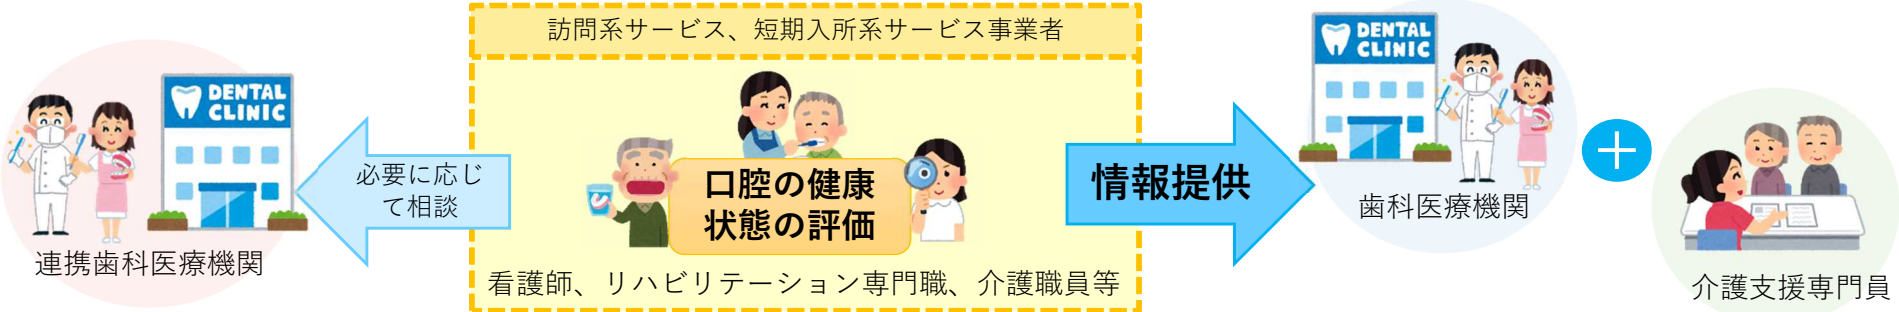 訪問系サービス、短期入所系サービス事業者
DENTAL
CLINIC
必要に応じ
て相談
連携歯科医療機関
口腔の健康
状態の評価
看護師、リハビリテーション専門職、介護職員等
情報提供
DENTAL
CLINIC
歯科医療機関
+
介護支援専門員